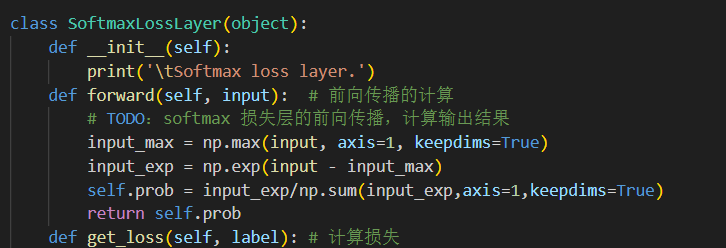 class SoftmaxLossLayer(object):
    def __init__(self):
        print('\tSoftmax loss layer.')
    def forward(self, input):  # 前向传播的计算
        # TODO：softmax 损失层的前向传播，计算输出结果
        input_max = np.max(input, axis=1, keepdims=True)
        input_exp = np.exp(input - input_max)
        self.prob = input_exp/np.sum(input_exp,axis=1,keepdims=True)
        return self.prob
    def get_loss(self, label): # 计算损失